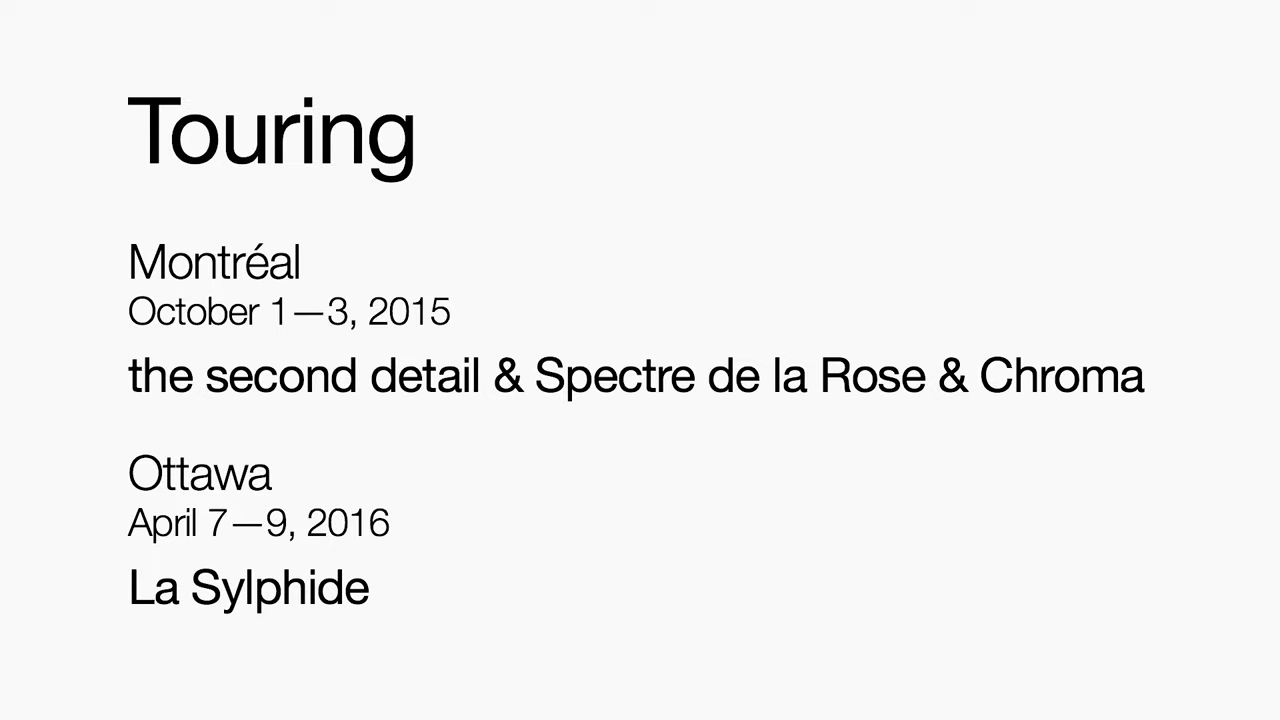 Touring
Montréal
October 1—3, 2015
the second detail & Spectre de la Rose & Chroma
Ottawa
April 7—9, 2016
La Sylphide